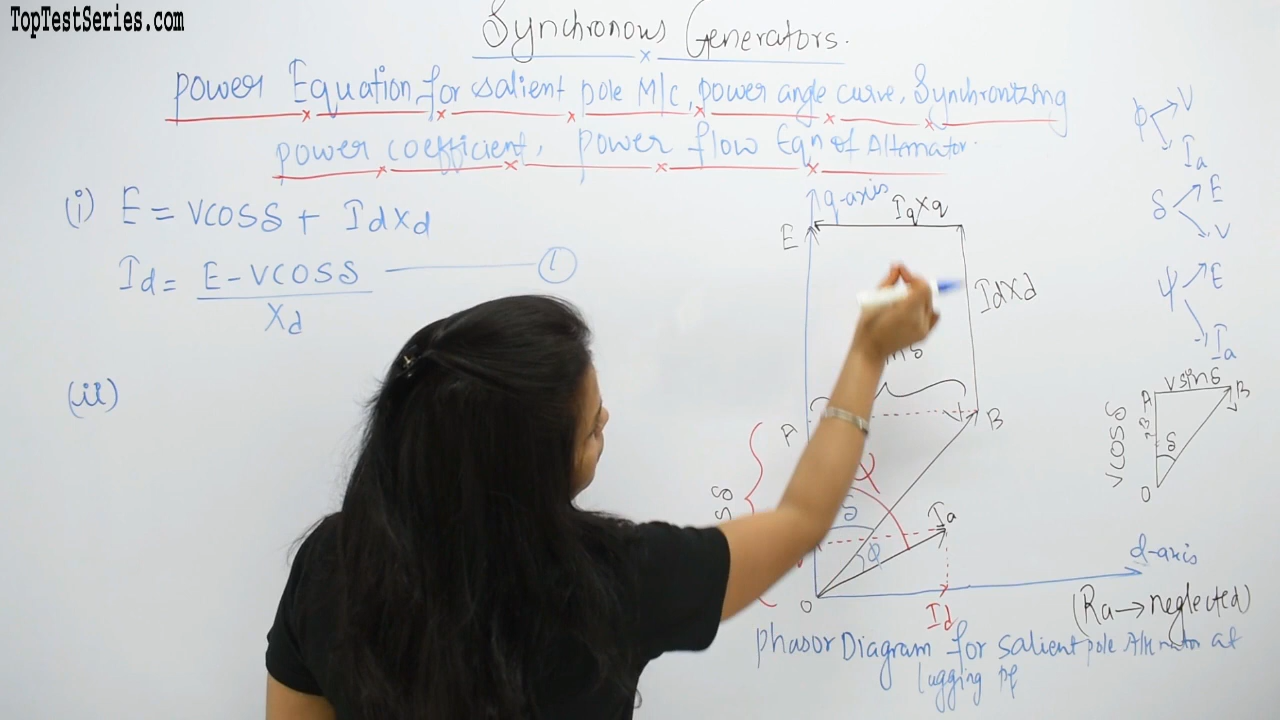 TopTestSeries.com
Synchronous Generators.
power Equation for salient pole M/c, power angle curve, Synchronizing
power coefficient, power flow Eqn of Alternator.
(i) E = VCOSδ + IdXd
Id = E - VCOSδ / Xd ——— ①
(ii)
q-axis
IqXq
E
IdXd
A
B
ψ
δ
ϕ
Ia
O
Id
d-axis
(Ra→neglected)
phasor Diagram for salient pole Alternator at
lagging pf
ϕ V
Ia
δ E
V
ψ E
Ia
A Vsinδ B
VCOSδ
δ
O